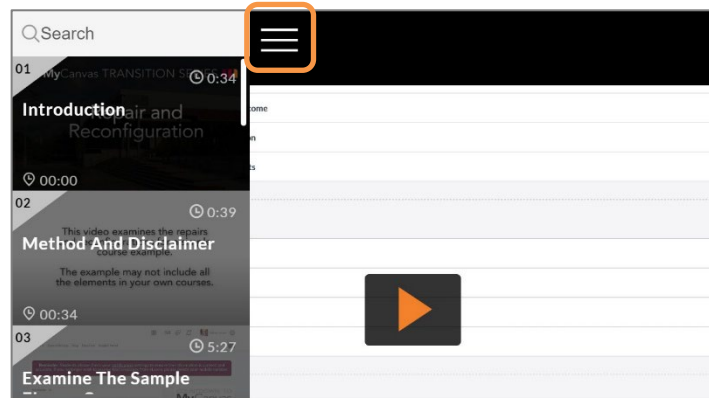 Search
01
MyCanvas TRANSITION SERIES
0:34
Introduction
Repair and
Reconfiguration
00:00
02
0:39
This video examines the repairs
Method And Disclaimer
course example.
The example may not include all
the elements in your own courses.
00:34
03
5:27
Examine The Sample